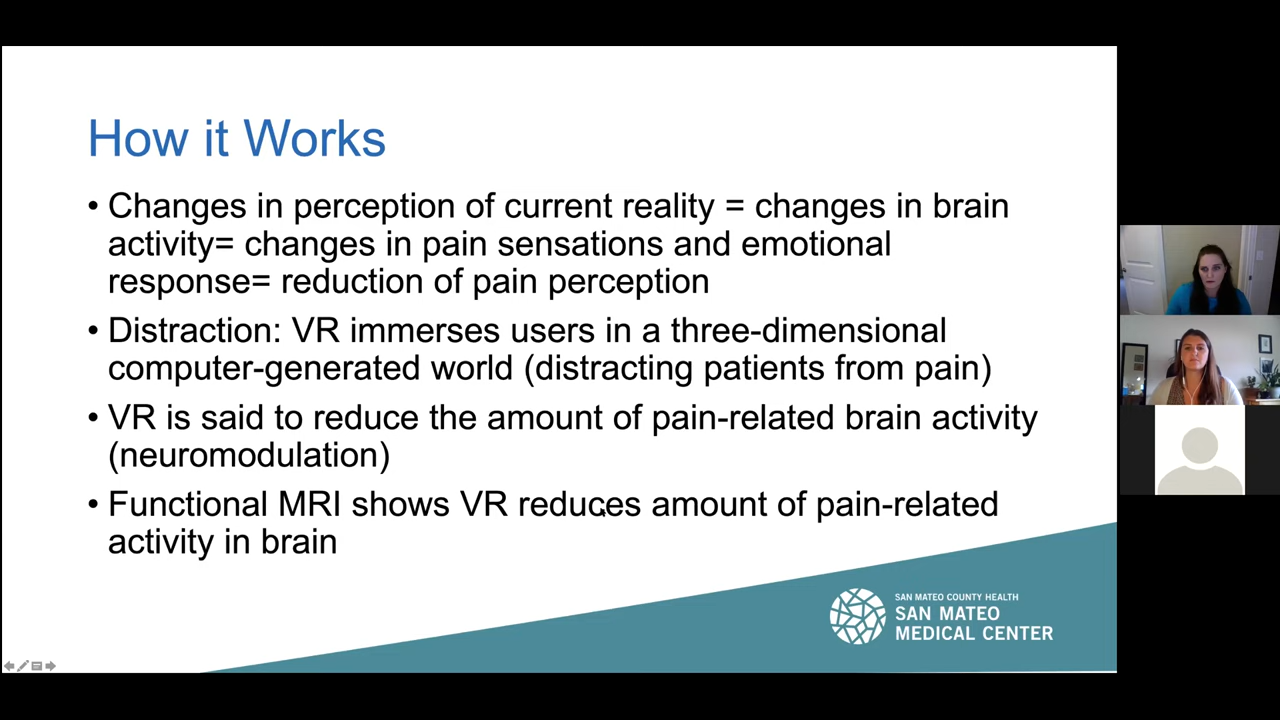 How it Works
• Changes in perception of current reality = changes in brain
activity= changes in pain sensations and emotional
response= reduction of pain perception
• Distraction: VR immerses users in a three-dimensional
computer-generated world (distracting patients from pain)
• VR is said to reduce the amount of pain-related brain activity
(neuromodulation)
• Functional MRI shows VR reduces amount of pain-related
activity in brain
SAN MATEO COUNTY HEALTH
SAN MATEO
MEDICAL CENTER